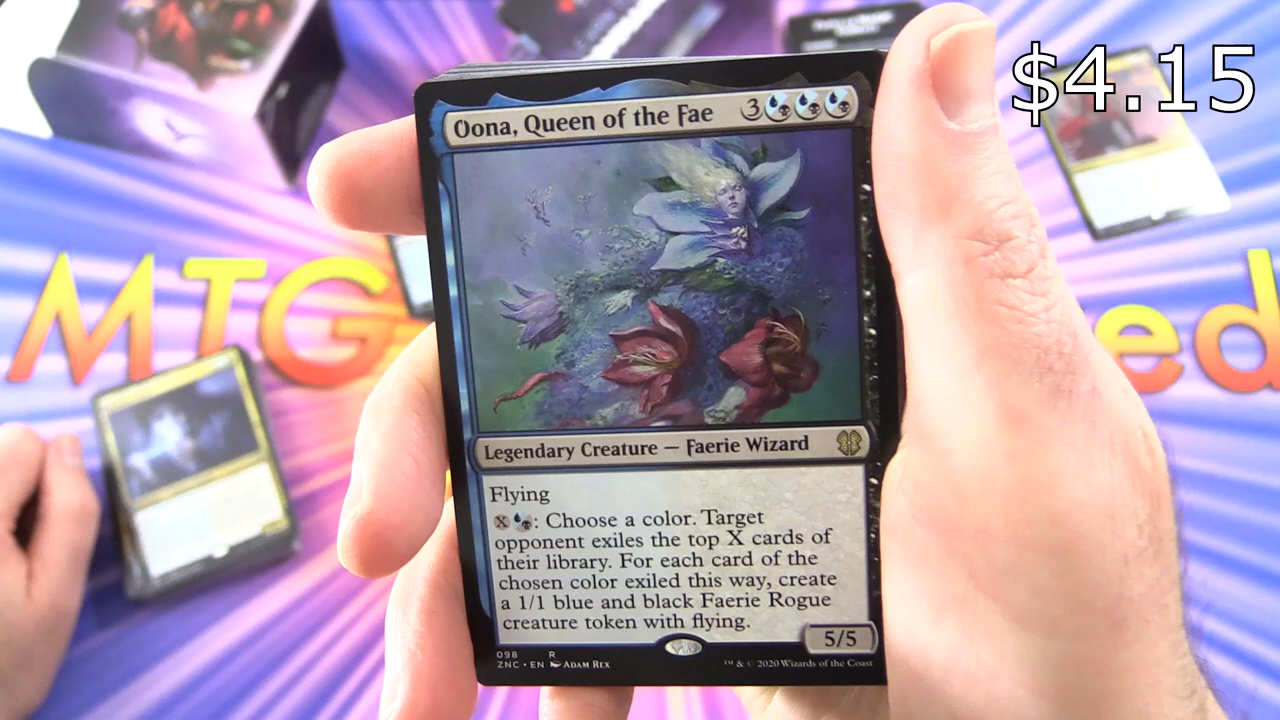 $4.15
Oona, Queen of the Fae 3
MTG
ed
Legendary Creature — Faerie Wizard
Flying
X: Choose a color. Target
opponent exiles the top X cards of
their library. For each card of the
chosen color exiled this way, create
a 1/1 blue and black Faerie Rogue
creature token with flying.
5/5
098 R
ZNC • EN ADAM REX
™ & © 2020 Wizards of the Coast